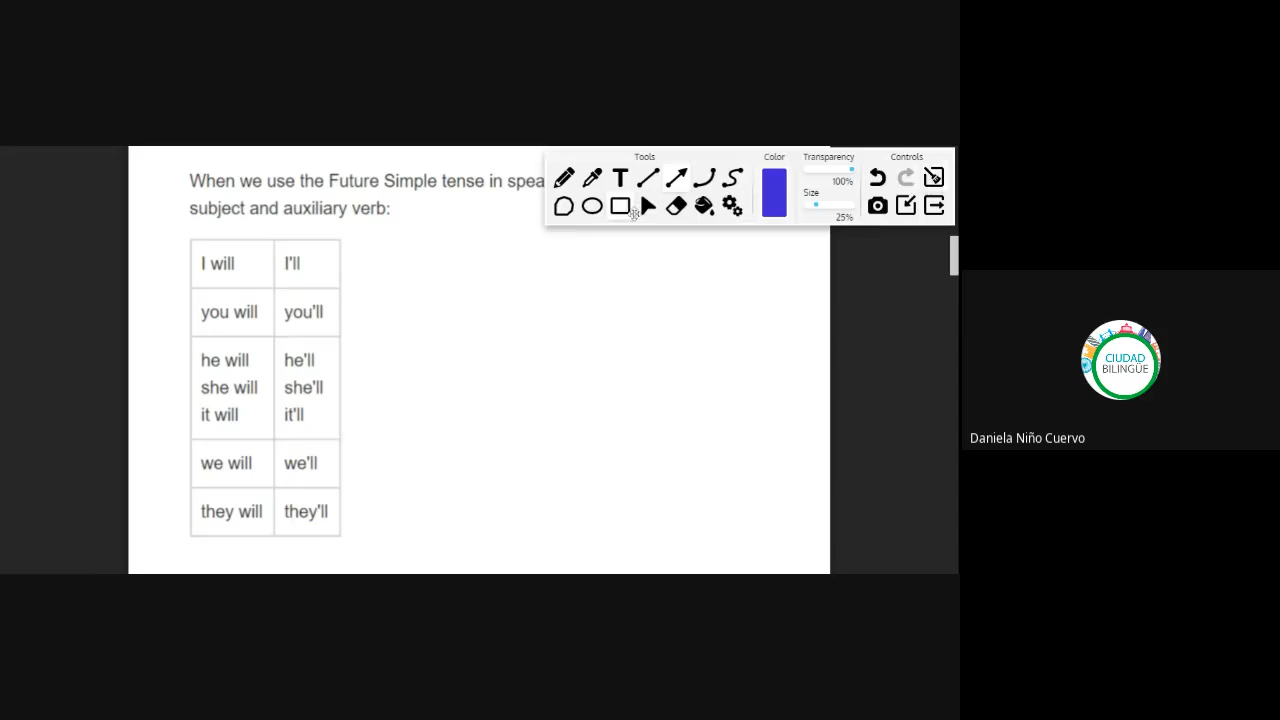 When we use the Future Simple tense in
subject and auxiliary verb:
I will I'll
you will you'll
he will he'll
she will she'll
it will it'll
we will we'll
they will they'll
Tools
Color
Transparency
100%
Size
25%
Controls
CIUDAD
BILINGÜE
Daniela Niño Cuervo